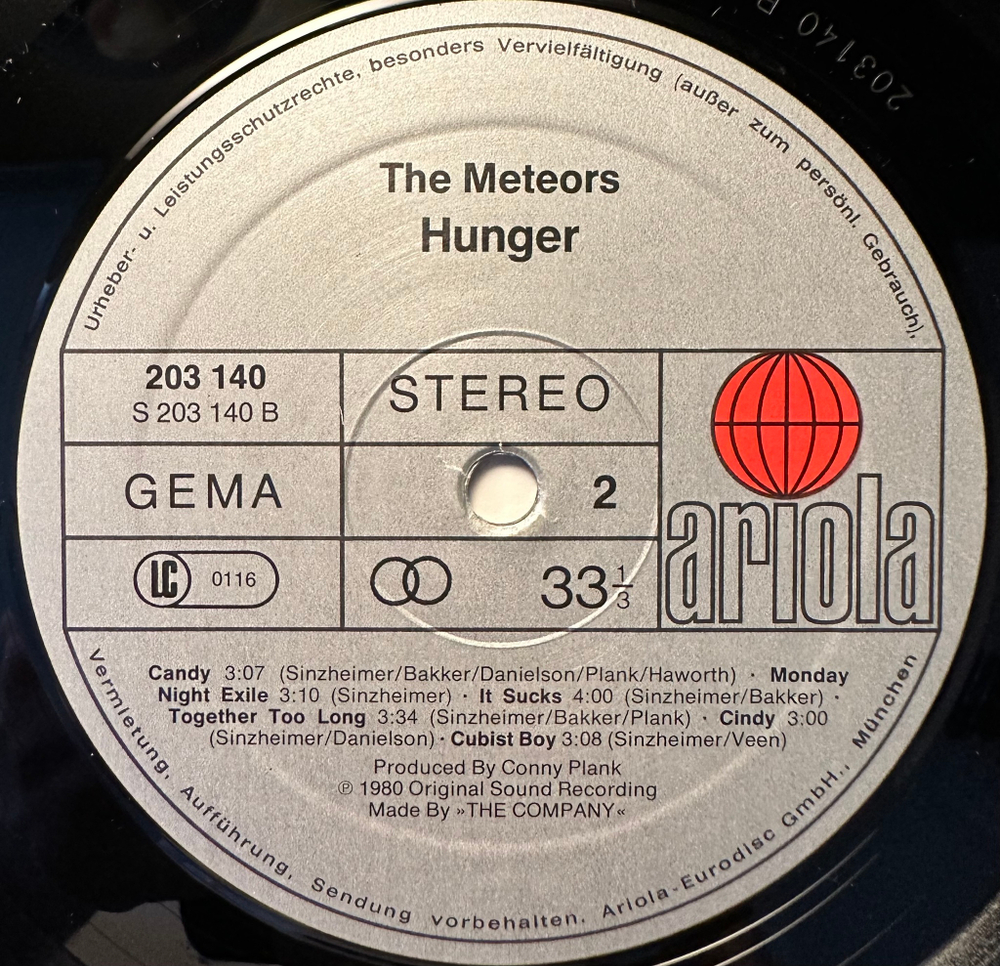 203140 B
Urheber- u. Leistungsschutzrechte, besonders Vervielfältigung (außer zum persönl. Gebrauch),
The Meteors
Hunger
203 140
S 203 140 B
STEREO
GEMA
2
LC 0116
33 1/3
ariola
Candy 3:07 (Sinzheimer/Bakker/Danielson/Plank/Haworth) · Monday
Night Exile 3:10 (Sinzheimer) · It Sucks 4:00 (Sinzheimer/Bakker) ·
Together Too Long 3:34 (Sinzheimer/Bakker/Plank) · Cindy 3:00
(Sinzheimer/Danielson) · Cubist Boy 3:08 (Sinzheimer/Veen)
Produced By Conny Plank
℗ 1980 Original Sound Recording
Made By »THE COMPANY«
Vermietung, Aufführung, Sendung vorbehalten. Ariola-Eurodisc GmbH., München